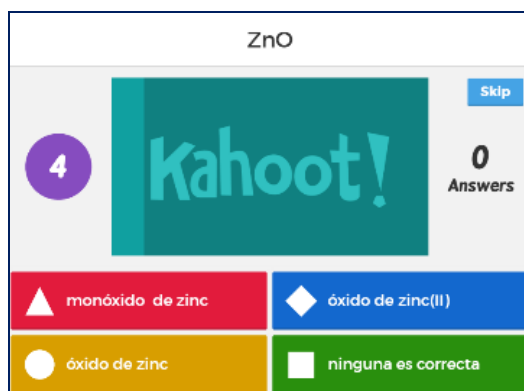 ZnO
Skip
4
Kahoot!
0
Answers
monóxido de zinc
óxido de zinc(II)
óxido de zinc
ninguna es correcta